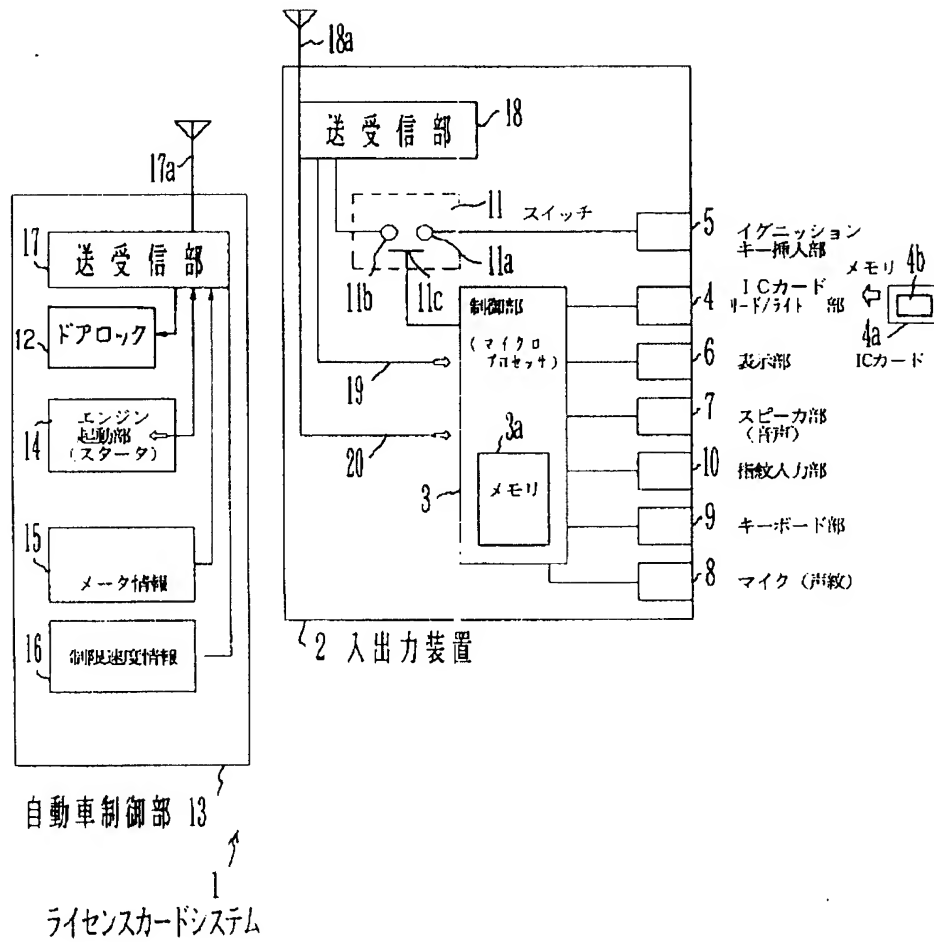 18a
送受信部
18
17a
11
スイッチ
5
イグニッション
キー挿入部
17
送受信部
11b
11c
11a
制御部
(マイクロ
プロセッサ)
4
ICカード
リード/ライト 部
メモリ
4b
4a
ICカード
12
ドアロック
19
6
表示部
14
エンジン
起動部
(スタータ)
20
3a
メモリ
3
7
スピーカ部
(音声)
10
指紋入力部
15
メータ情報
9
キーボード部
8
マイク (声紋)
16
制限速度情報
2 入出力装置
自動車制御部 13
1
ライセンスカードシステム